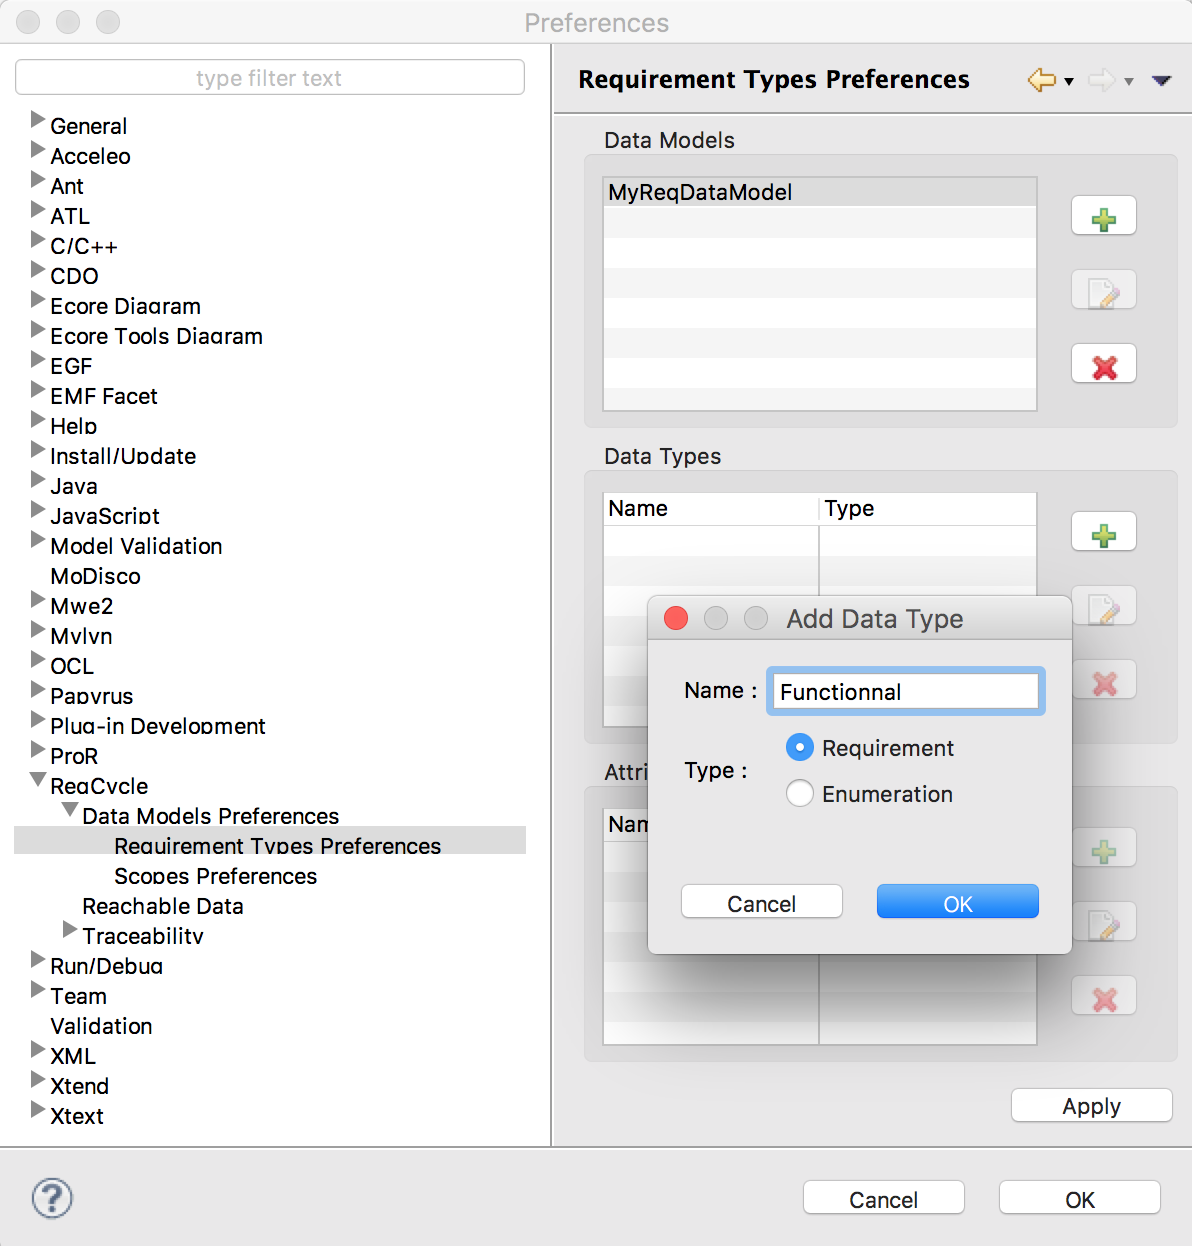 Preferences
type filter text
General
Acceleo
Ant
ATL
C/C++
CDO
Ecore Diagram
Ecore Tools Diagram
EGF
EMF Facet
Help
Install/Update
Java
JavaScript
Model Validation
MoDisco
Mwe2
Mylyn
OCL
Papyrus
Plug-in Development
ProR
ReqCycle
Data Models Preferences
Requirement Types Preferences
Scopes Preferences
Reachable Data
Traceability
Run/Debug
Team
Validation
XML
Xtend
Xtext
Requirement Types Preferences
Data Models
MyReqDataModel
Data Types
Name Type
Attri
Nam
Add Data Type
Name : Functionnal
Type :
Requirement
Enumeration
Cancel OK
Apply
?
Cancel OK